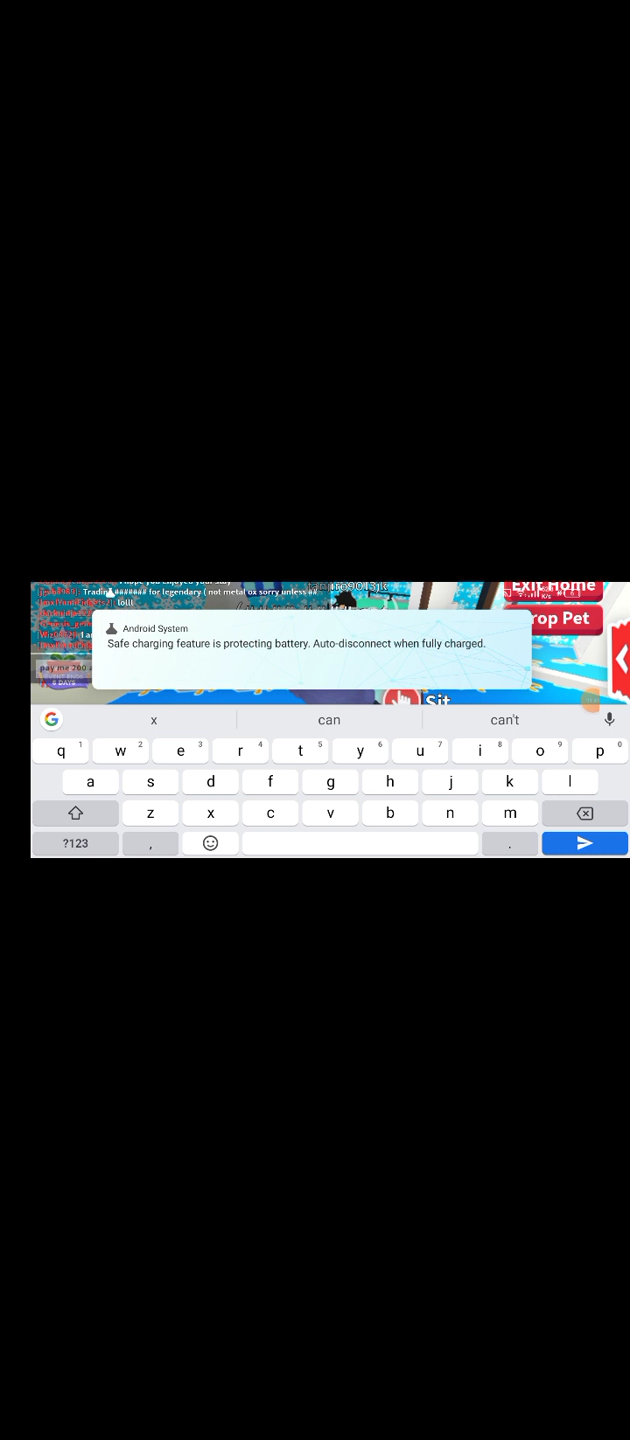 Exit Home
Tradin ####### for legendary ( not metal ox sorry unless ##
lolll
rop Pet
pay me 200 a
DAYS
Android System
Safe charging feature is protecting battery. Auto-disconnect when fully charged.
Sit
x can can't
q 1 w 2 e 3 r 4 t 5 y 6 u 7 i 8 o 9 p 0
a s d f g h j k l
z x c v b n m
?123 , .